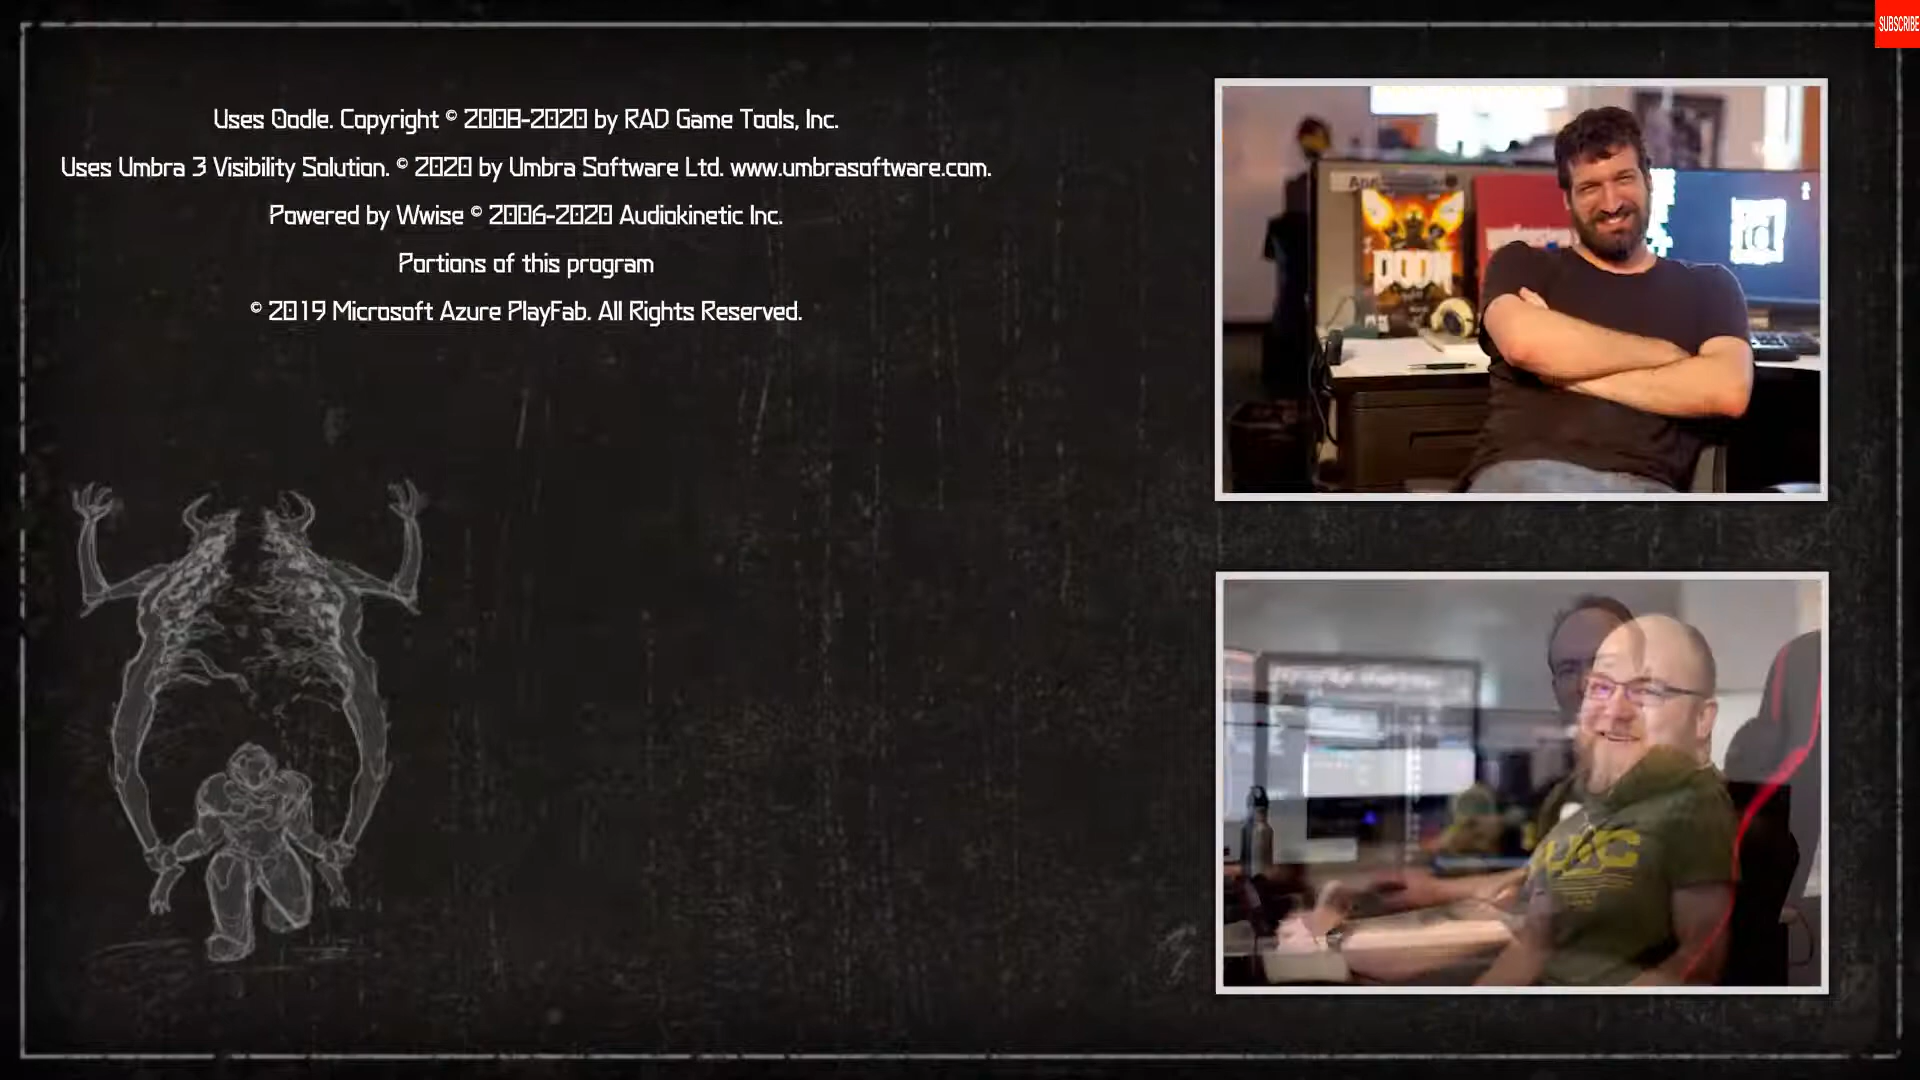 Uses Oodle. Copyright © 2008-2020 by RAD Game Tools, Inc.
Uses Umbra 3 Visibility Solution. © 2020 by Umbra Software Ltd. www.umbrasoftware.com.
Powered by Wwise © 2006-2020 Audiokinetic Inc.
Portions of this program
© 2019 Microsoft Azure PlayFab. All Rights Reserved.
SUBSCRIBE
DOOM
id
UAC